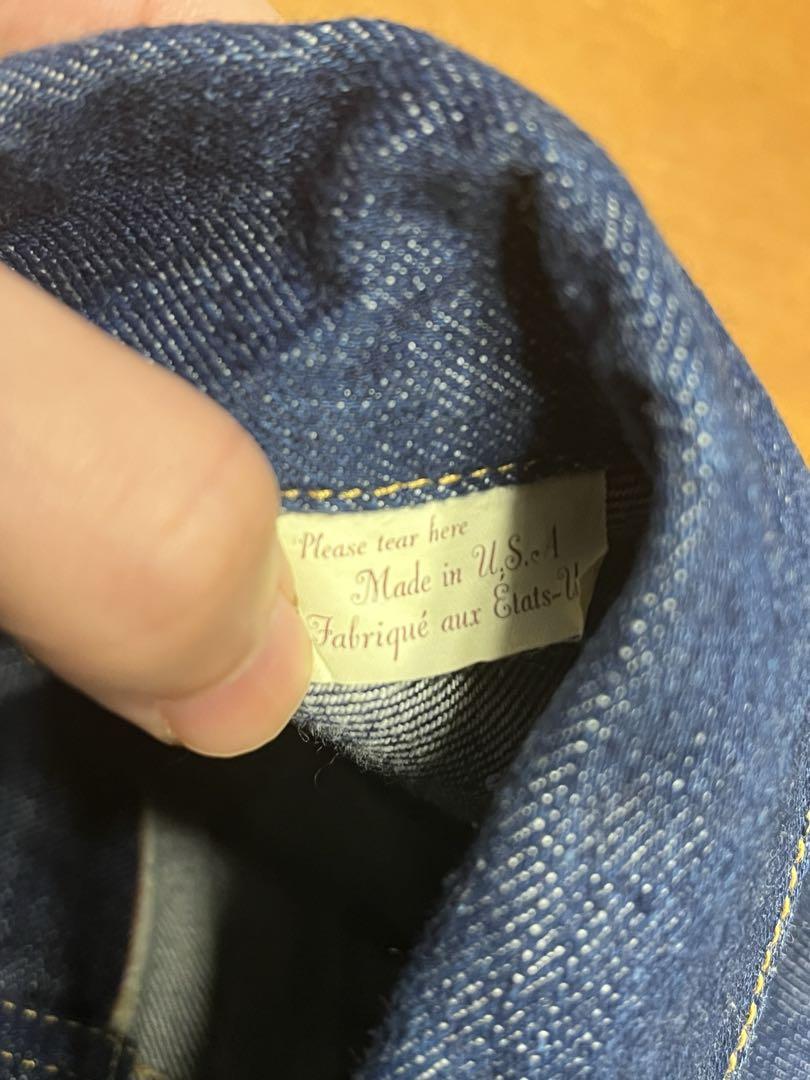 Please tear here
Made in U.S.A
Fabriqué aux États-U